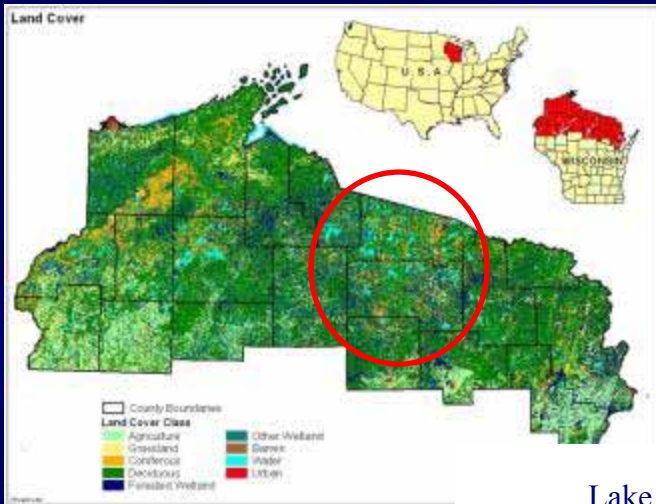 Land Cover
U.S.A
WISCONSIN
County Boundaries
Land Cover Class
Agriculture
Grassland
Coniferous
Deciduous
Forested Wetland
Other Wetland
Barren
Water
Urban
Lake